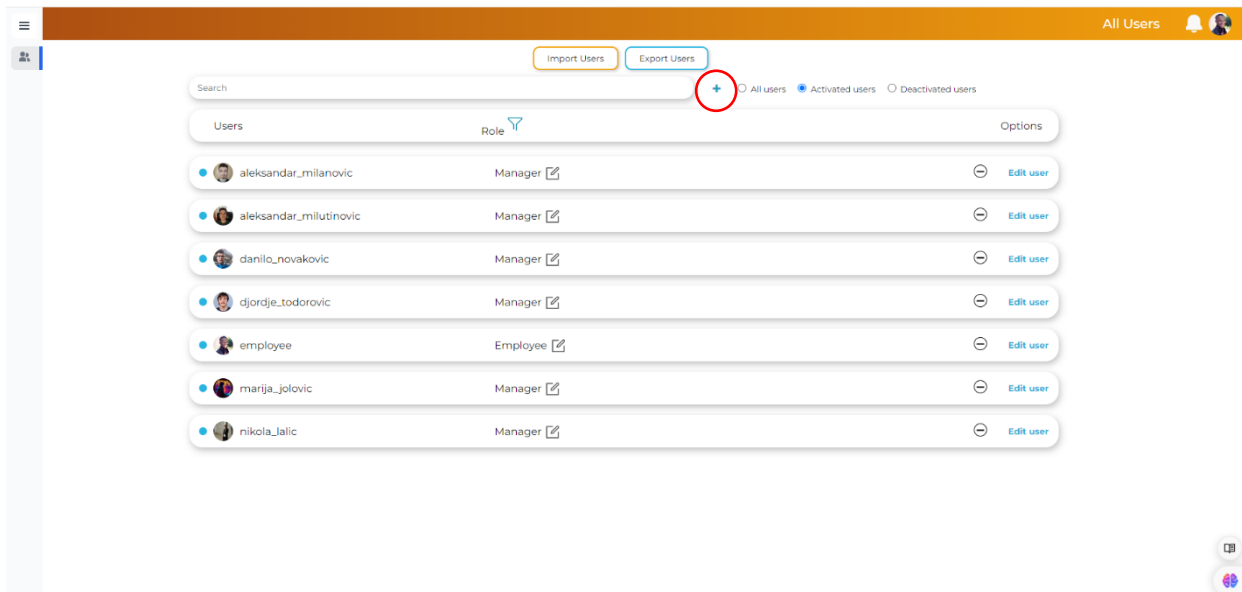 All Users
Import Users Export Users
Search + All users Activated users Deactivated users
Users Role Options
aleksandar_milanovic Manager Edit user
aleksandar_milutinovic Manager Edit user
danilo_novakovic Manager Edit user
djordje_todorovic Manager Edit user
employee Employee Edit user
marija_jolovic Manager Edit user
nikola_lalic Manager Edit user